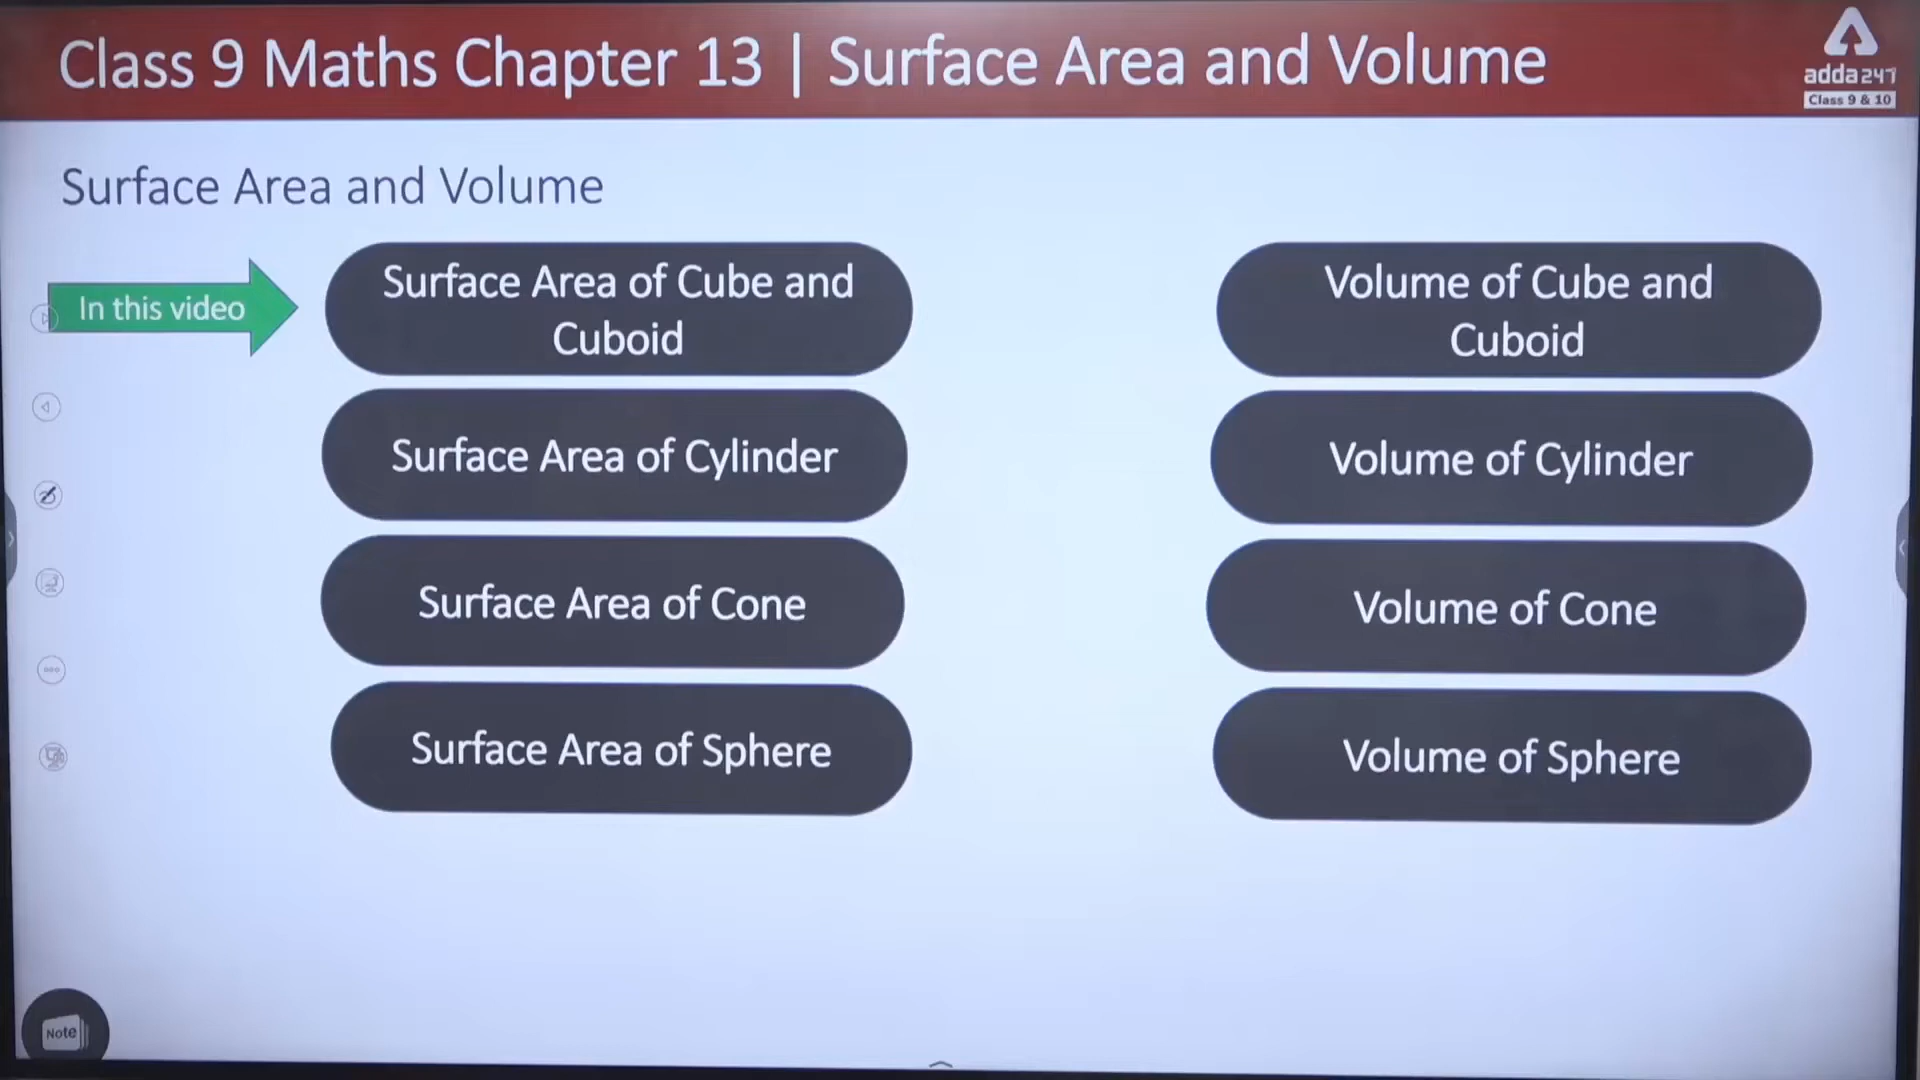 Class 9 Maths Chapter 13 | Surface Area and Volume
adda247
Class 9 & 10
Surface Area and Volume
In this video
Surface Area of Cube and
Cuboid
Surface Area of Cylinder
Surface Area of Cone
Surface Area of Sphere
Volume of Cube and
Cuboid
Volume of Cylinder
Volume of Cone
Volume of Sphere
Note